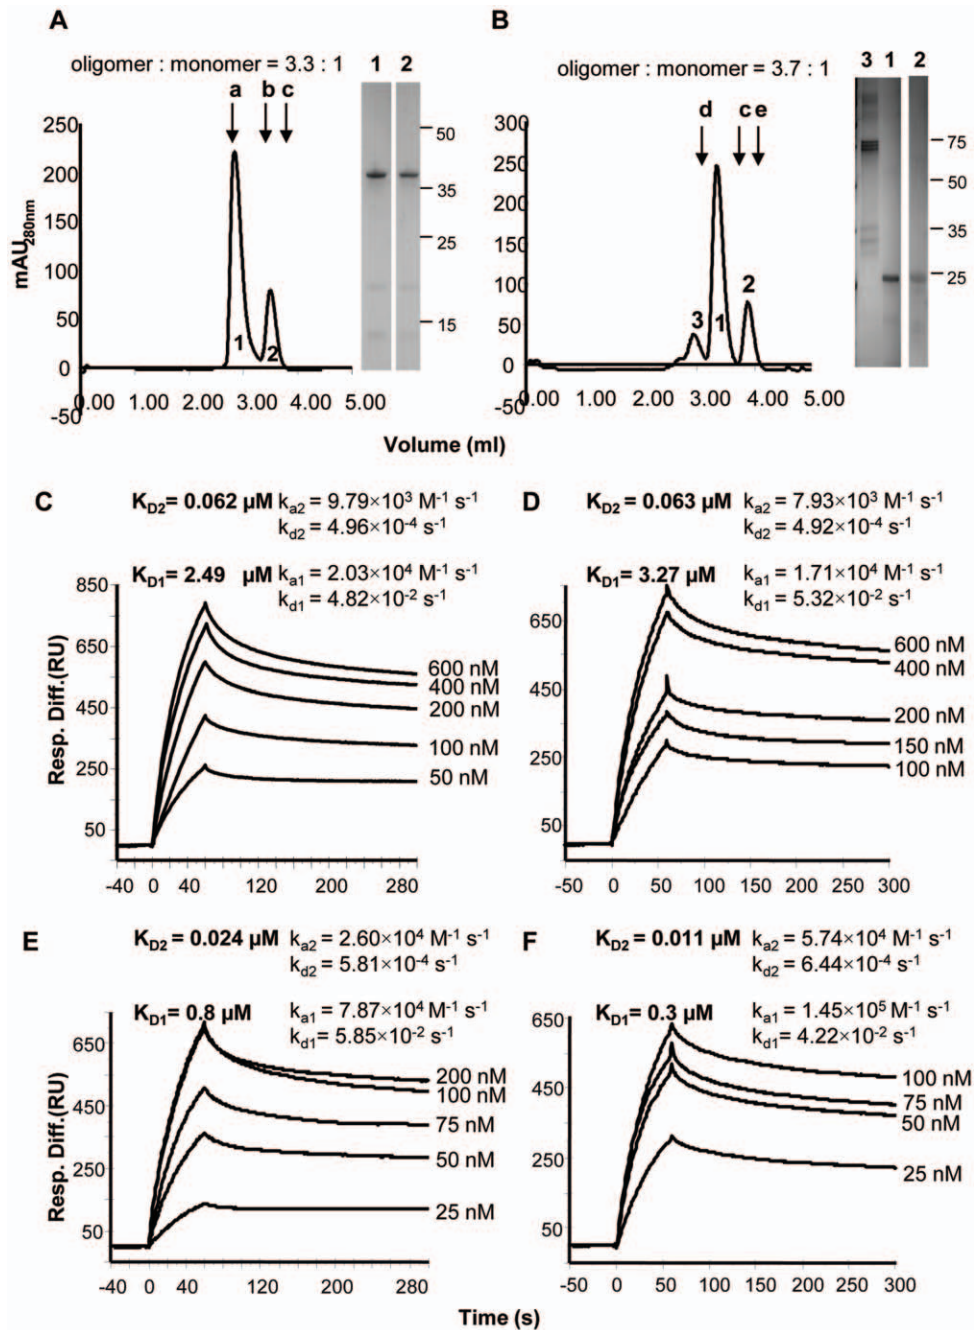 A
oligomer : monomer = 3.3 : 1
1 2
a b c
250
200
150
100
50
0
-50
mAU280nm
1 2
50
35
25
15
0.00 1.00 2.00 3.00 4.00 5.00
B
oligomer : monomer = 3.7 : 1
3 1 2
d c e
300
250
200
150
100
50
0
-50
3 1 2
75
50
35
25
0.00 1.00 2.00 3.00 4.00 5.00
Volume (ml)
C
KD2= 0.062 µM ka2 = 9.79×10³ M⁻¹ s⁻¹
kd2 = 4.96×10⁻⁴ s⁻¹
KD1= 2.49 µM ka1 = 2.03×10⁴ M⁻¹ s⁻¹
kd1 = 4.82×10⁻² s⁻¹
850
650
450
250
50
Resp. Diff.(RU)
600 nM
400 nM
200 nM
100 nM
50 nM
-40 0 40 120 200 280
D
KD2= 0.063 µM ka2 = 7.93×10³ M⁻¹ s⁻¹
kd2 = 4.92×10⁻⁴ s⁻¹
KD1= 3.27 µM ka1 = 1.71×10⁴ M⁻¹ s⁻¹
kd1 = 5.32×10⁻² s⁻¹
650
450
250
50
600 nM
400 nM
200 nM
150 nM
100 nM
-50 0 50 100 150 200 250 300
E
KD2 = 0.024 µM ka2 = 2.60×10⁴ M⁻¹ s⁻¹
kd2 = 5.81×10⁻⁴ s⁻¹
KD1= 0.8 µM ka1 = 7.87×10⁴ M⁻¹ s⁻¹
kd1= 5.85×10⁻² s⁻¹
650
450
250
50
Resp. Diff.(RU)
200 nM
100 nM
75 nM
50 nM
25 nM
-40 0 40 120 200 280
F
KD2 = 0.011 µM ka2 = 5.74×10⁴ M⁻¹ s⁻¹
kd2 = 6.44×10⁻⁴ s⁻¹
KD1= 0.3 µM ka1 = 1.45×10⁵ M⁻¹ s⁻¹
kd1= 4.22×10⁻² s⁻¹
650
450
250
50
100 nM
75 nM
50 nM
25 nM
-50 0 50 100 150 200 250 300
Time (s)